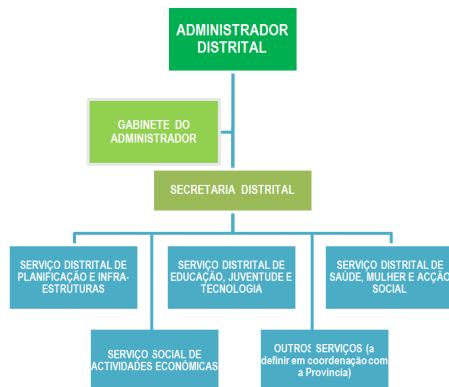 ADMINISTRADOR
DISTRITAL
GABINETE DO
ADMINISTRADOR
SECRETARIA DISTRITAL
SERVIÇO DISTRITAL DE
PLANIFICAÇÃO E INFRA-
ESTRUTURAS
SERVIÇO DISTRITAL DE
EDUCAÇÃO, JUVENTUDE E
TECNOLOGIA
SERVIÇO DISTRITAL DE
SAÚDE, MULHER E ACÇÃO
SOCIAL
SERVIÇO SOCIAL DE
ACTIVIDADES ECONÓMICAS
OUTROS SERVIÇOS (a
definir em coordenação com
a Provincia)